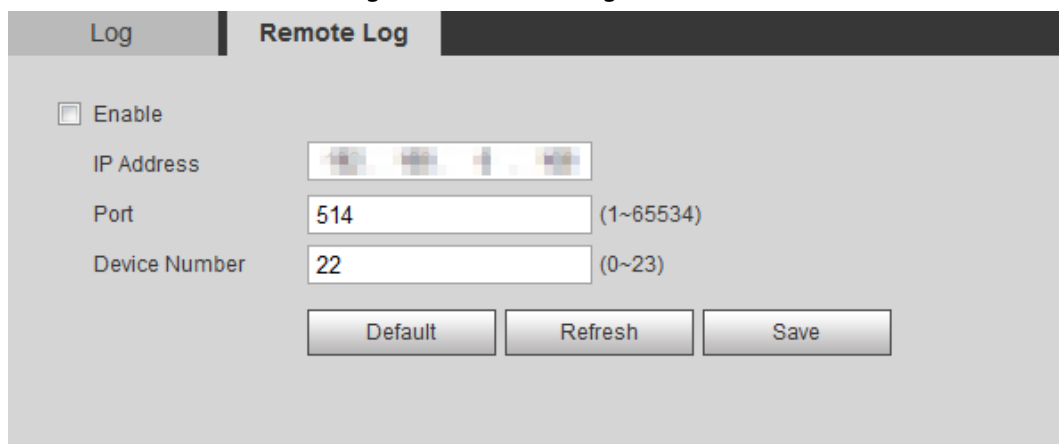 Log Remote Log
Enable
IP Address
Port 514 (1~65534)
Device Number 22 (0~23)
Default Refresh Save